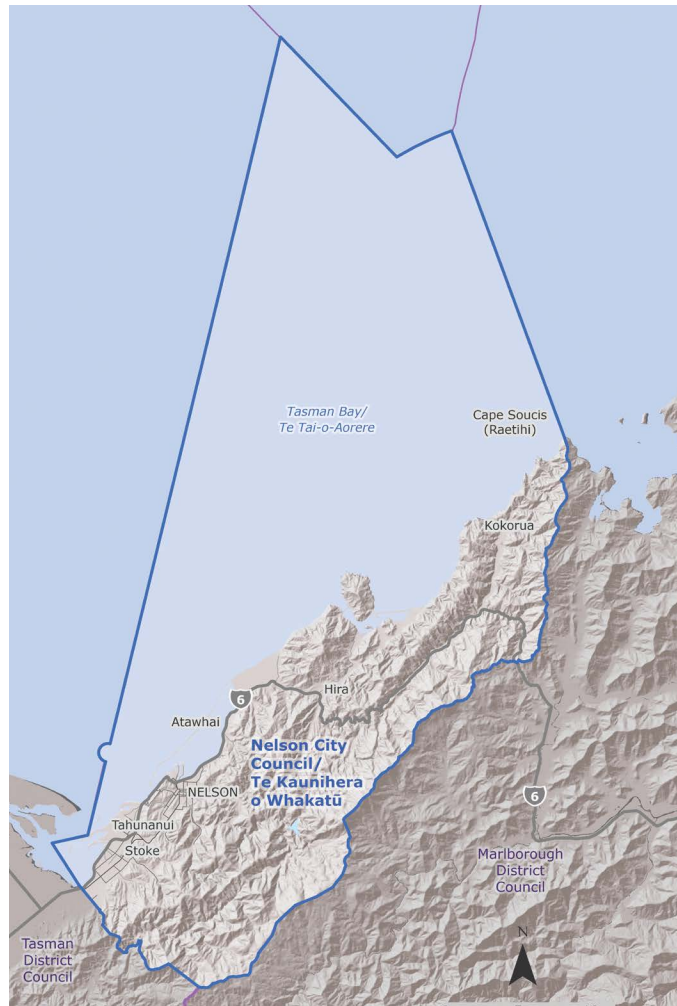 Tasman Bay/
Te Tai-o-Aorere
Cape Soucis
(Raetihi)
Kokorua
Hira
6
Atawhai
Nelson City
Council/
Te Kaunihera
o Whakatū
NELSON
6
Tahunanui
Stoke
Marlborough
District
Council
N
Tasman
District
Council